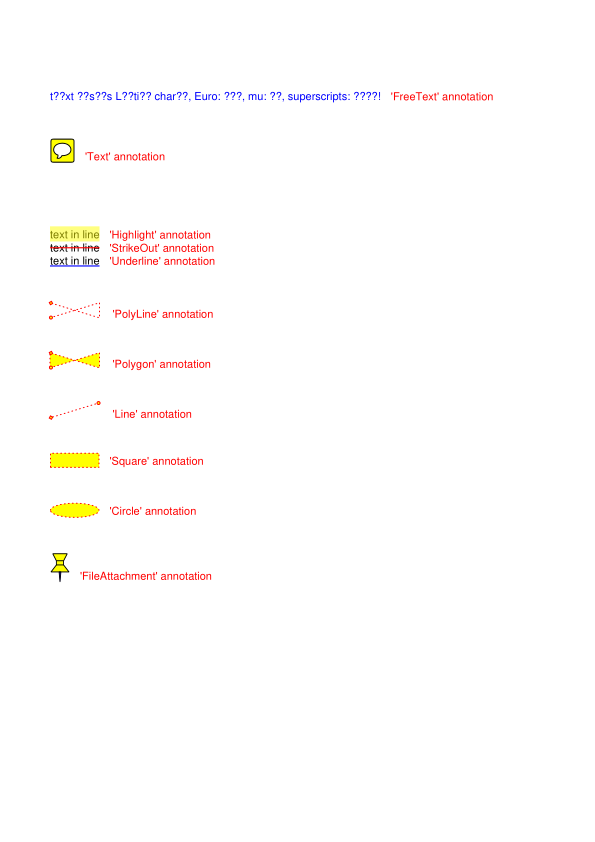 t??xt ??s??s L??ti?? char??, Euro: ???, mu: ??, superscripts: ????! 'FreeText' annotation
'Text' annotation
text in line 'Highlight' annotation
text in line 'StrikeOut' annotation
text in line 'Underline' annotation
'PolyLine' annotation
'Polygon' annotation
'Line' annotation
'Square' annotation
'Circle' annotation
'FileAttachment' annotation